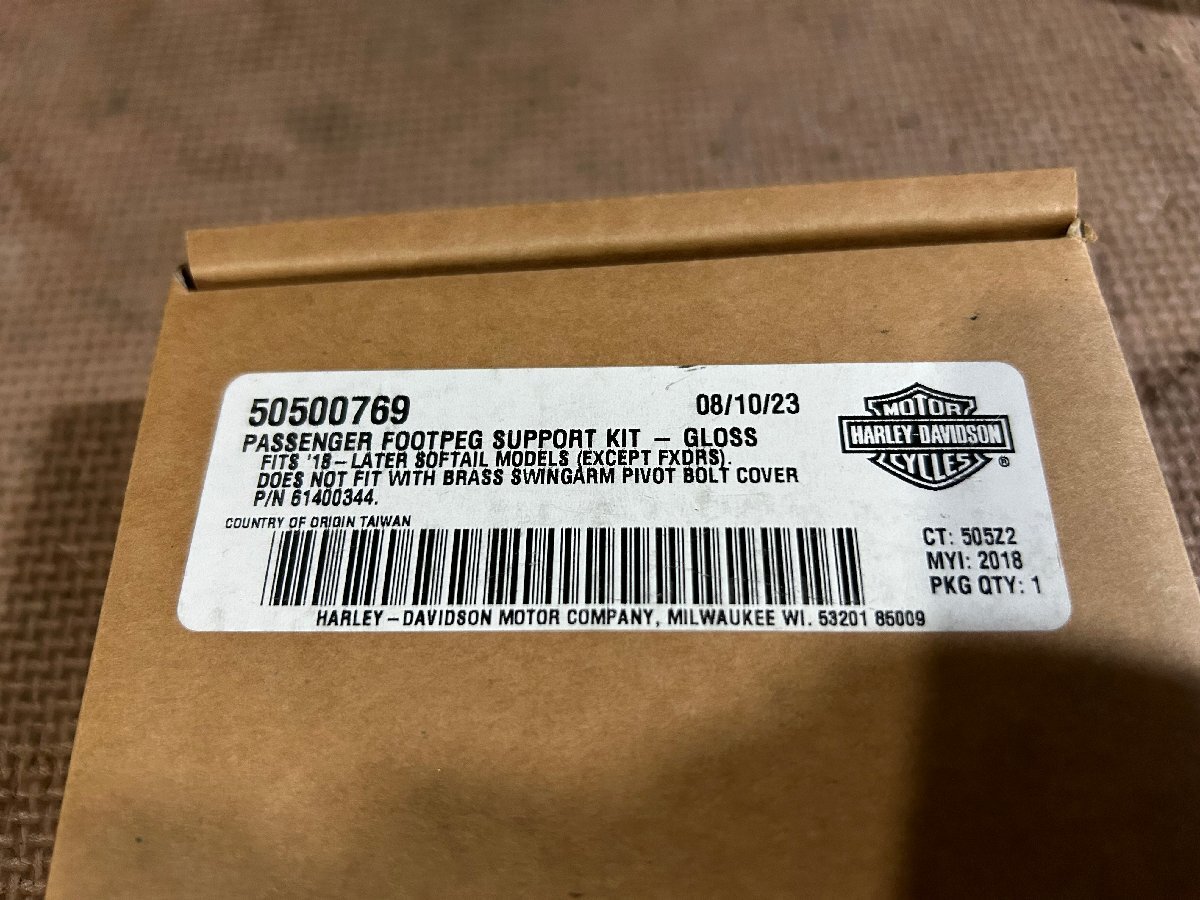 50500769 08/10/23
PASSENGER FOOTPEG SUPPORT KIT – GLOSS
FITS '18–LATER SOFTAIL MODELS (EXCEPT FXDRS).
DOES NOT FIT WITH BRASS SWINGARM PIVOT BOLT COVER
P/N 61400344.
COUNTRY OF ORIGIN TAIWAN
MOTOR
HARLEY-DAVIDSON
CYCLES®
CT: 505Z2
MYI: 2018
PKG QTY: 1
HARLEY–DAVIDSON MOTOR COMPANY, MILWAUKEE WI. 53201 85009